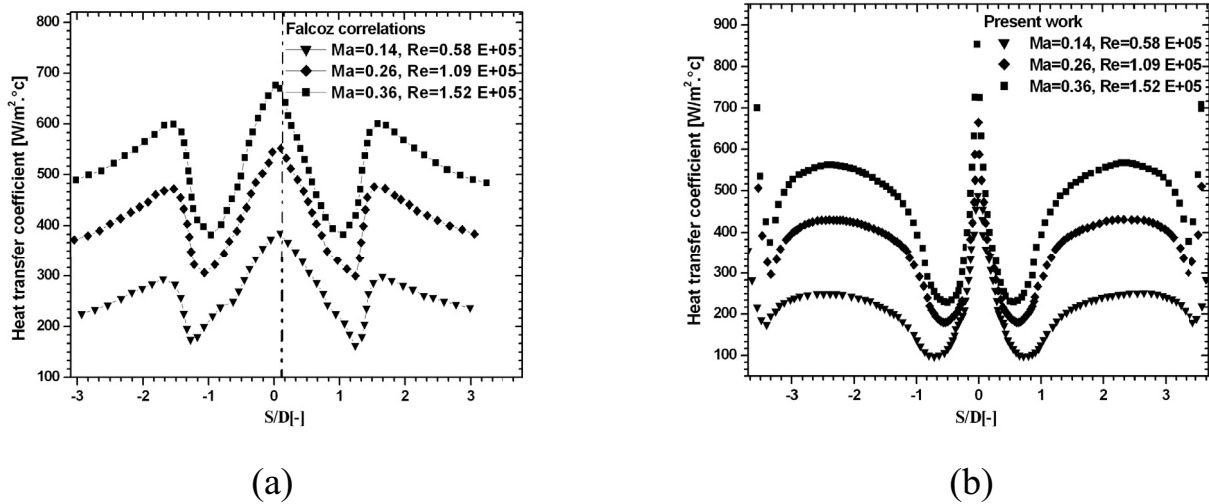 Falcoz correlations
Ma=0.14, Re=0.58 E+05
Ma=0.26, Re=1.09 E+05
Ma=0.36, Re=1.52 E+05
Heat transfer coefficient [W/m².°c]
800
700
600
500
400
300
200
100
-3 -2 -1 0 1 2 3
S/D[-]
(a)
Present work
Ma=0.14, Re=0.58 E+05
Ma=0.26, Re=1.09 E+05
Ma=0.36, Re=1.52 E+05
Heat transfer coefficient [W/m².°c]
900
800
700
600
500
400
300
200
100
-3 -2 -1 0 1 2 3
S/D[-]
(b)